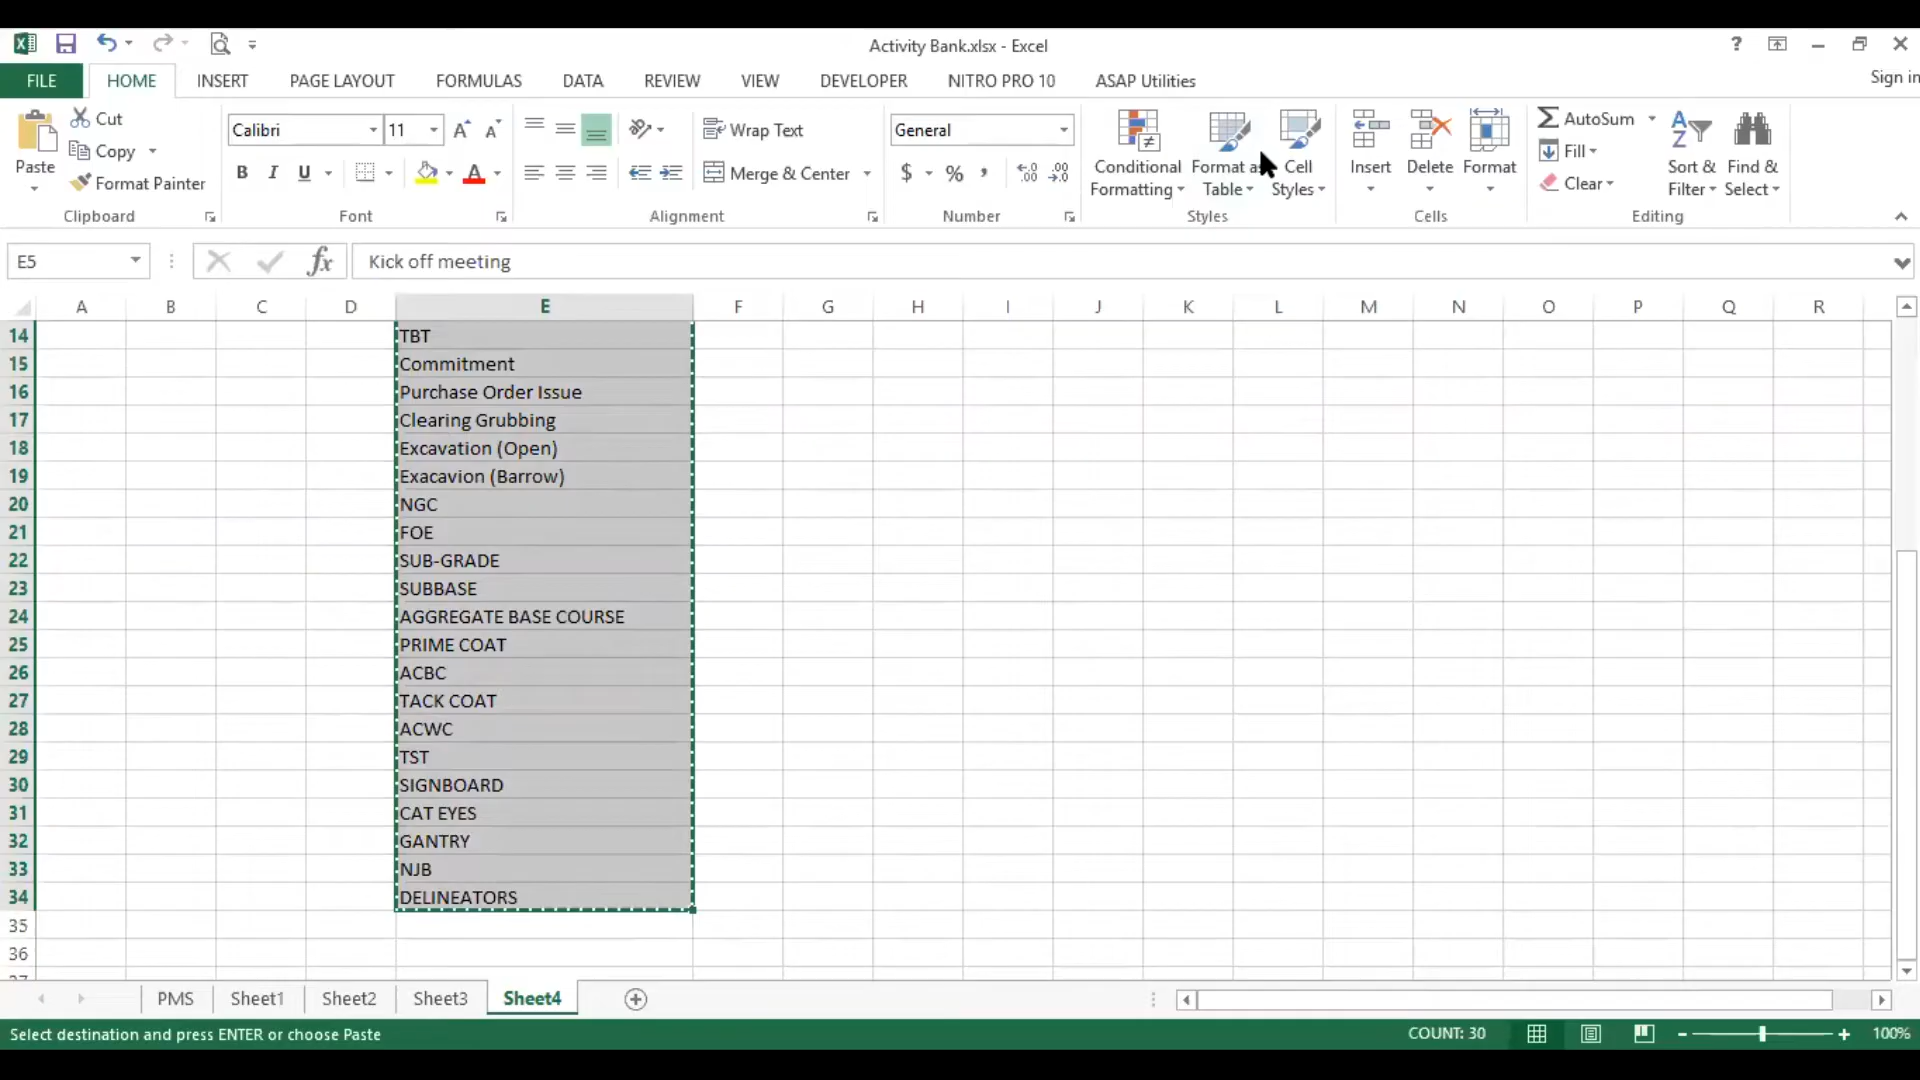 Activity Bank.xlsx - Excel
?
FILE HOME INSERT PAGE LAYOUT FORMULAS DATA REVIEW VIEW DEVELOPER NITRO PRO 10 ASAP Utilities Sign in
Paste
Cut
Copy
Format Painter
Clipboard
Calibri 11
B I U
Font
Wrap Text
Merge & Center
Alignment
General
$ % ,
Number
Conditional Formatting
Format as Table
Cell Styles
Styles
Insert Delete Format
Cells
AutoSum
Fill
Clear
Sort & Filter
Find & Select
Editing
E5 fx Kick off meeting
A B C D E F G H I J K L M N O P Q R
14 TBT
15 Commitment
16 Purchase Order Issue
17 Clearing Grubbing
18 Excavation (Open)
19 Exacavion (Barrow)
20 NGC
21 FOE
22 SUB-GRADE
23 SUBBASE
24 AGGREGATE BASE COURSE
25 PRIME COAT
26 ACBC
27 TACK COAT
28 ACWC
29 TST
30 SIGNBOARD
31 CAT EYES
32 GANTRY
33 NJB
34 DELINEATORS
35
36
PMS Sheet1 Sheet2 Sheet3 Sheet4
Select destination and press ENTER or choose Paste COUNT: 30 100%